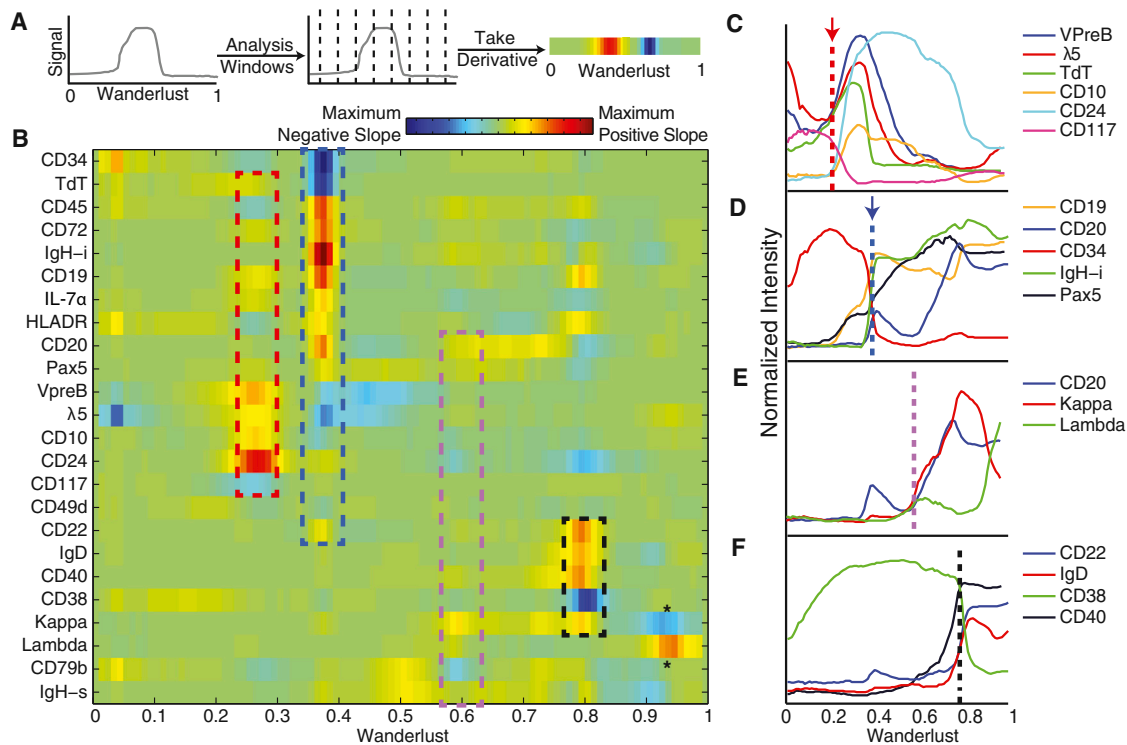 A
Signal
0
Wanderlust
1
Analysis
Windows
Take
Derivative
0
Wanderlust
1
Maximum
Negative Slope
Maximum
Positive Slope
B
CD34
TdT
CD45
CD72
IgH–i
CD19
IL-7α
HLADR
CD20
Pax5
VpreB
λ5
CD10
CD24
CD117
CD49d
CD22
IgD
CD40
CD38
Kappa
Lambda
CD79b
IgH–s
*
*
0 0.1 0.2 0.3 0.4 0.5 0.6 0.7 0.8 0.9 1
Wanderlust
Normalized Intensity
C
VPreB
λ5
TdT
CD10
CD24
CD117
D
CD19
CD20
CD34
IgH–i
Pax5
E
CD20
Kappa
Lambda
F
CD22
IgD
CD38
CD40
0 0.4 0.6 0.8 1
Wanderlust